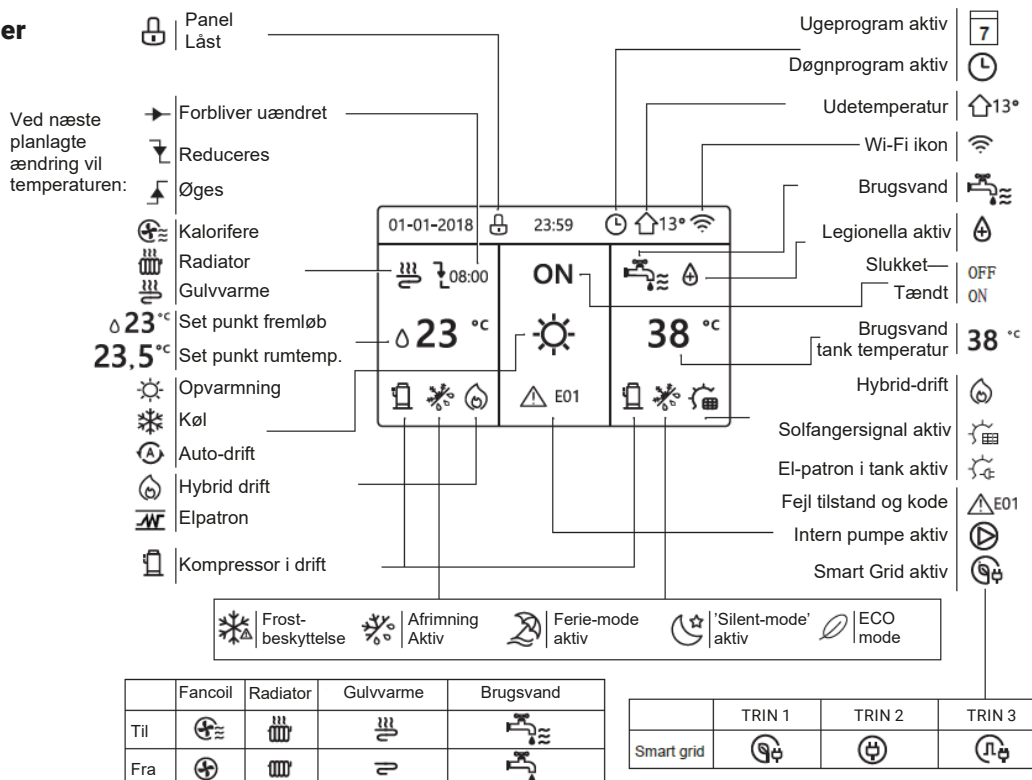 er
Panel
Låst
Ved næste
planlagte
ændring vil
temperaturen:
Forbliver uændret
Reduceres
Øges
Kalorifere
Radiator
Gulvvarme
23°C Set punkt fremløb
23,5°C Set punkt rumtemp.
Opvarmning
Køl
Auto-drift
Hybrid drift
Elpatron
Kompressor i drift
01-01-2018 23:59 13°
08:00 ON
23 °C 38 °C
E01
Ugeprogram aktiv 7
Døgnprogram aktiv
Udetemperatur 13°
Wi-Fi ikon
Brugsvand
Legionella aktiv
Slukket OFF
Tændt ON
Brugsvand
tank temperatur 38 °C
Hybrid-drift
Solfangersignal aktiv
El-patron i tank aktiv
Fejl tilstand og kode E01
Intern pumpe aktiv
Smart Grid aktiv
Frost-
beskyttelse
Afrimning
Aktiv
Ferie-mode
aktiv
'Silent-mode'
aktiv
ECO
mode
Fancoil Radiator Gulvvarme Brugsvand
Til
Fra
TRIN 1 TRIN 2 TRIN 3
Smart grid